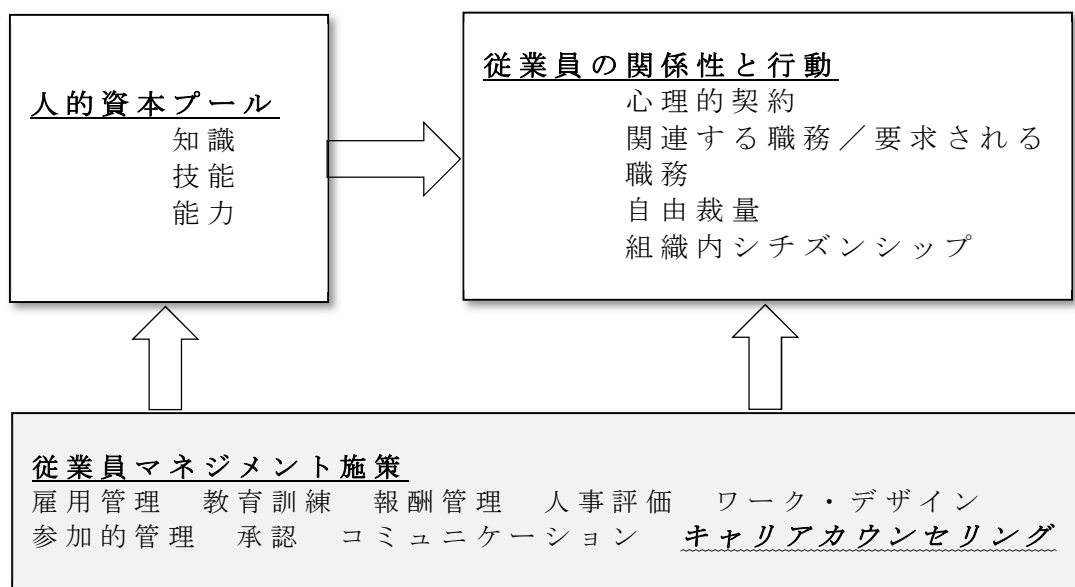 人的資本プール
知識
技能
能力
従業員の関係性と行動
心理的契約
関連する職務／要求される
職務
自由裁量
組織内シチズンシップ
従業員マネジメント施策
雇用管理　教育訓練　報酬管理　人事評価　ワーク・デザイン
参加的管理　承認　コミュニケーション　キャリアカウンセリング